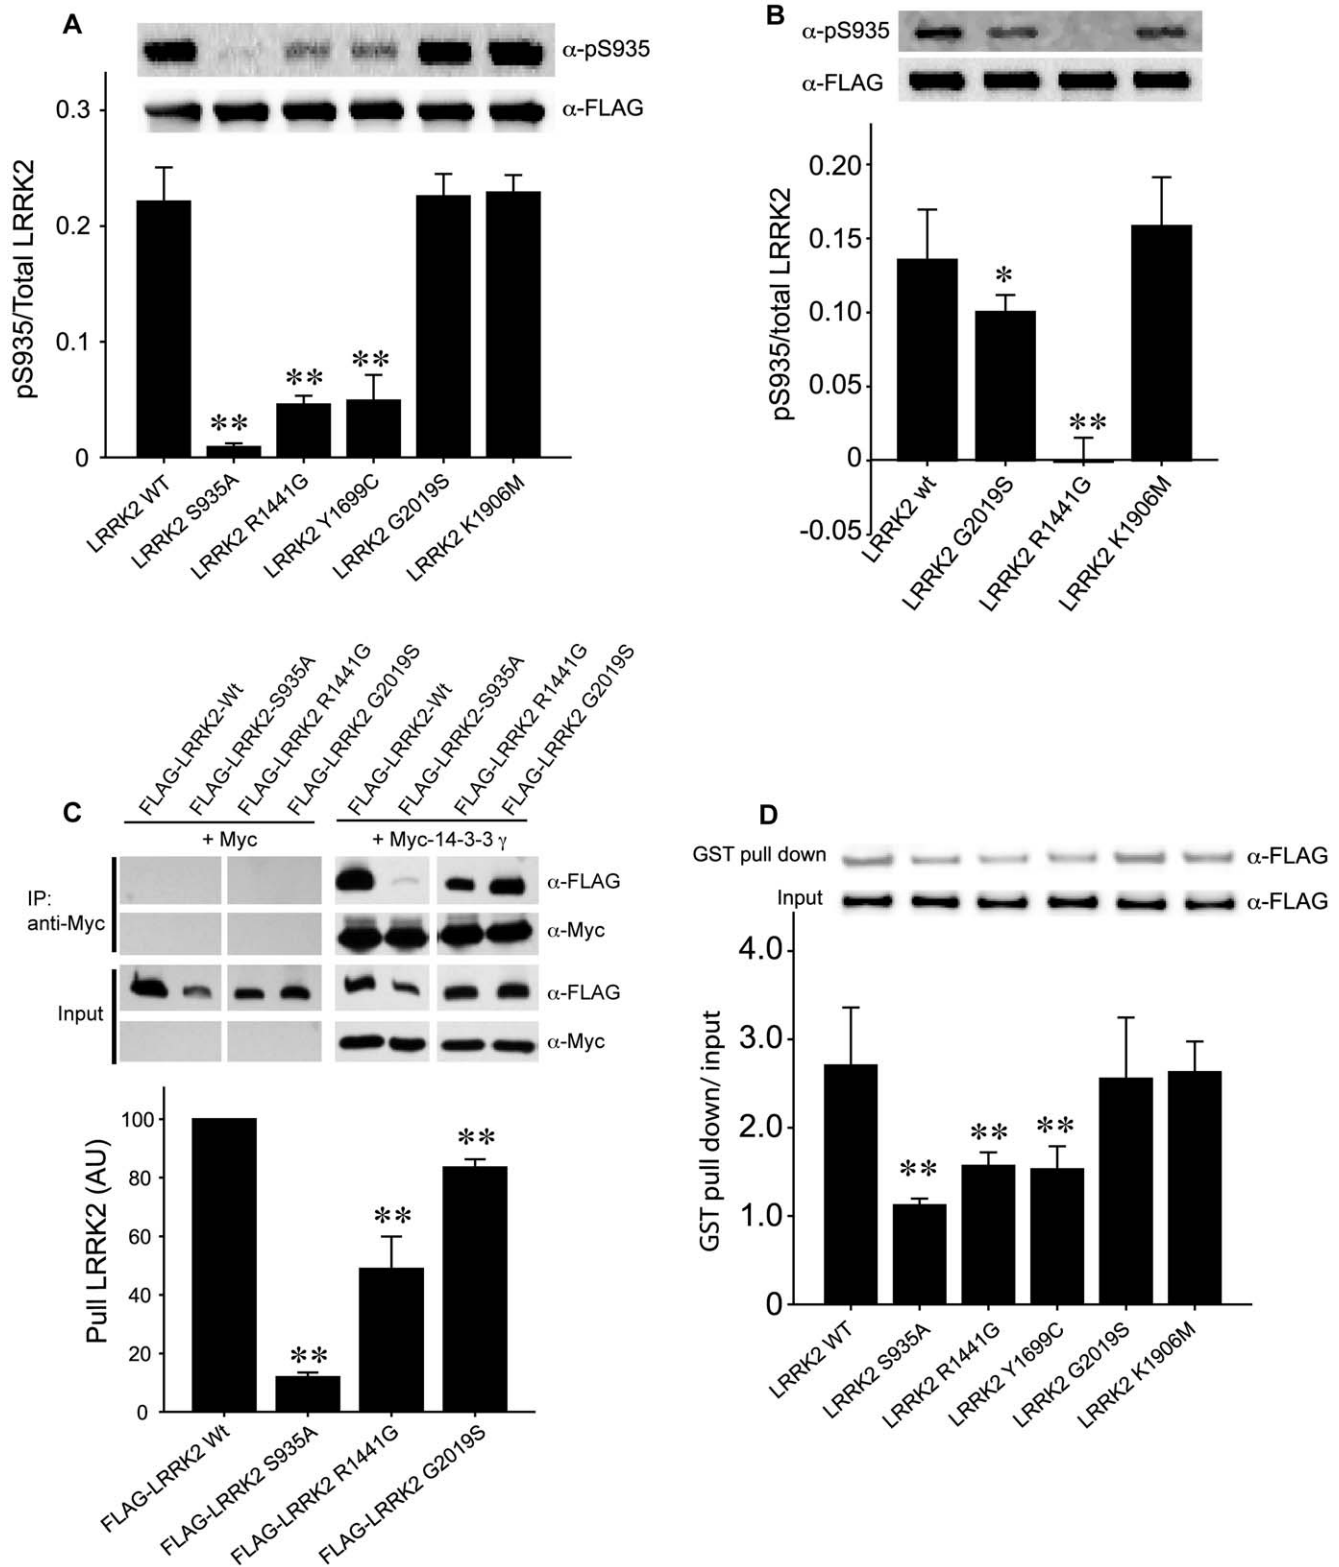 A
α-pS935
α-FLAG
pS935/Total LRRK2
0.3
0.2
0.1
0
**
**
**
LRRK2 WT
LRRK2 S935A
LRRK2 R1441G
LRRK2 Y1699C
LRRK2 G2019S
LRRK2 K1906M
B
α-pS935
α-FLAG
pS935/total LRRK2
0.20
0.15
0.10
0.05
0
-0.05
*
**
LRRK2 wt
LRRK2 G2019S
LRRK2 R1441G
LRRK2 K1906M
C
FLAG-LRRK2-Wt
FLAG-LRRK2-S935A
FLAG-LRRK2 R1441G
FLAG-LRRK2 G2019S
FLAG-LRRK2-Wt
FLAG-LRRK2-S935A
FLAG-LRRK2 R1441G
FLAG-LRRK2 G2019S
+ Myc
+ Myc-14-3-3 γ
IP:
anti-Myc
α-FLAG
α-Myc
Input
α-FLAG
α-Myc
Pull LRRK2 (AU)
100
80
60
40
20
0
**
**
**
FLAG-LRRK2 Wt
FLAG-LRRK2 S935A
FLAG-LRRK2 R1441G
FLAG-LRRK2 G2019S
D
GST pull down
α-FLAG
Input
α-FLAG
GST pull down/ input
4.0
3.0
2.0
1.0
0
**
**
**
LRRK2 WT
LRRK2 S935A
LRRK2 R1441G
LRRK2 Y1699C
LRRK2 G2019S
LRRK2 K1906M